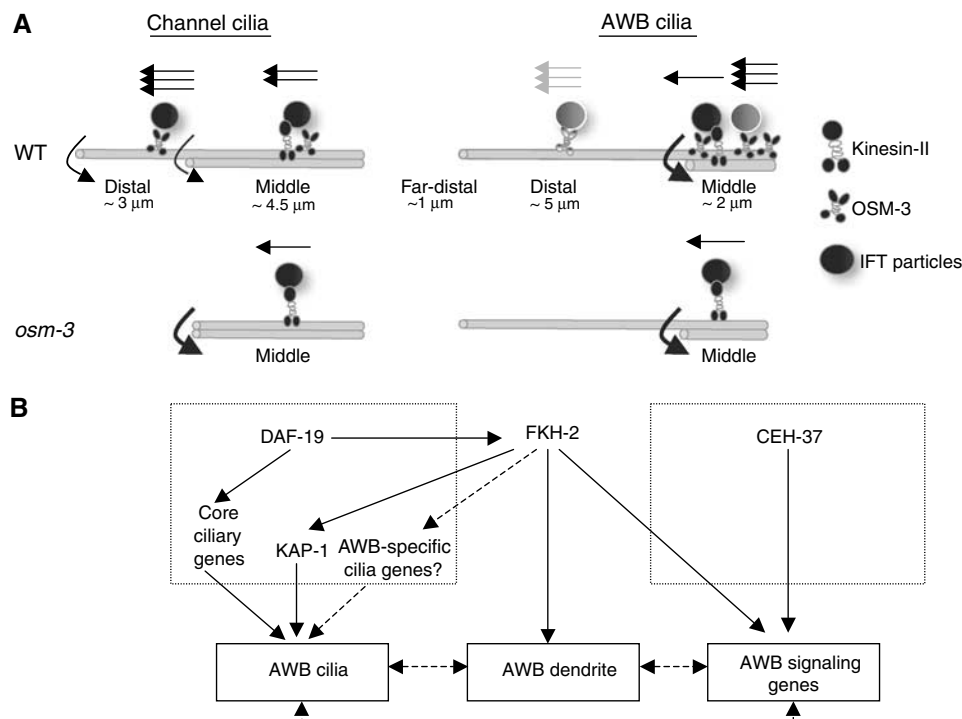 A
Channel cilia
AWB cilia
WT
Distal
~ 3 μm
Middle
~ 4.5 μm
Far-distal
~1 μm
Distal
~ 5 μm
Middle
~ 2 μm
Kinesin-II
OSM-3
IFT particles
osm-3
Middle
Middle
B
DAF-19
FKH-2
CEH-37
Core
ciliary
genes
KAP-1
AWB-specific
cilia genes?
AWB cilia
AWB dendrite
AWB signaling
genes